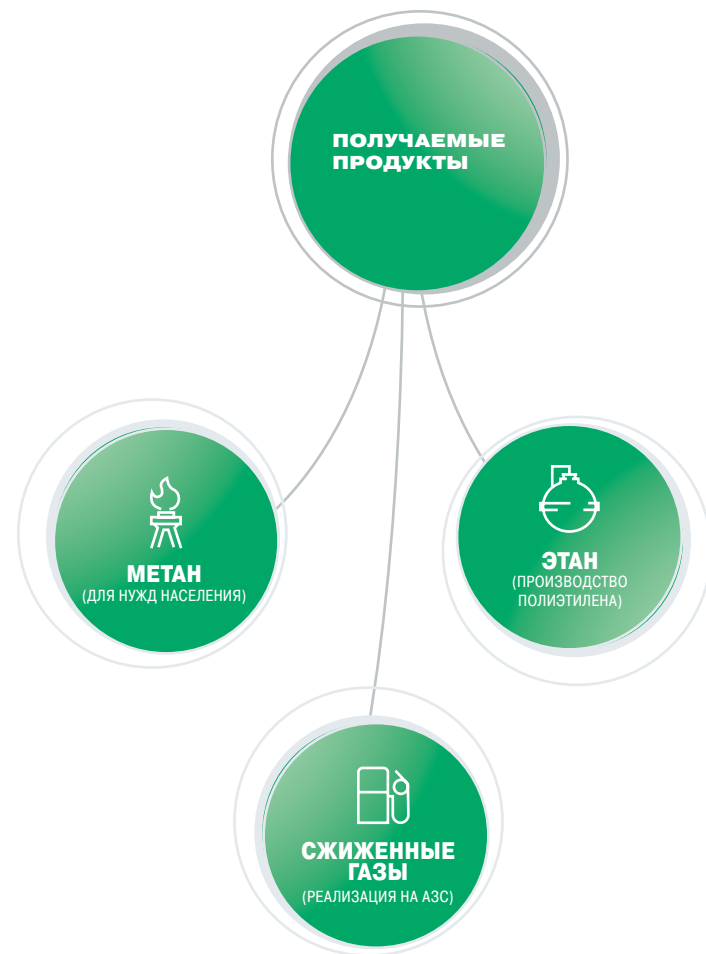 ПОЛУЧАЕМЫЕ
ПРОДУКТЫ
МЕТАН
(ДЛЯ НУЖД НАСЕЛЕНИЯ)
ЭТАН
(ПРОИЗВОДСТВО
ПОЛИЭТИЛЕНА)
СЖИЖЕННЫЕ
ГАЗЫ
(РЕАЛИЗАЦИЯ НА АЗС)